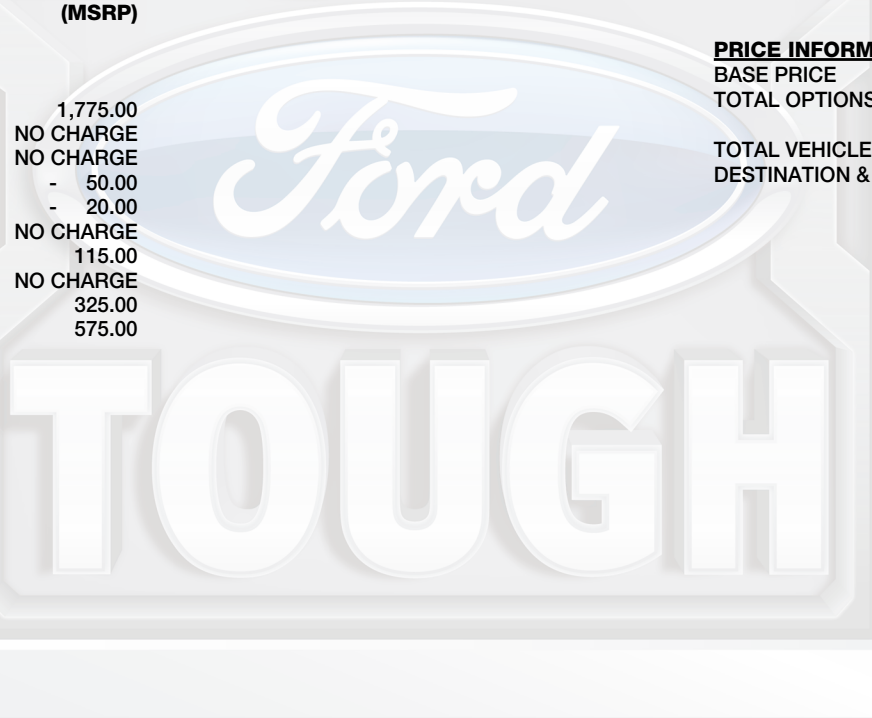 (MSRP)
1,775.00
NO CHARGE
NO CHARGE
- 50.00
- 20.00
NO CHARGE
115.00
NO CHARGE
325.00
575.00
PRICE INFORM
BASE PRICE
TOTAL OPTIONS
TOTAL VEHICLE
DESTINATION &
Ford
TOUGH